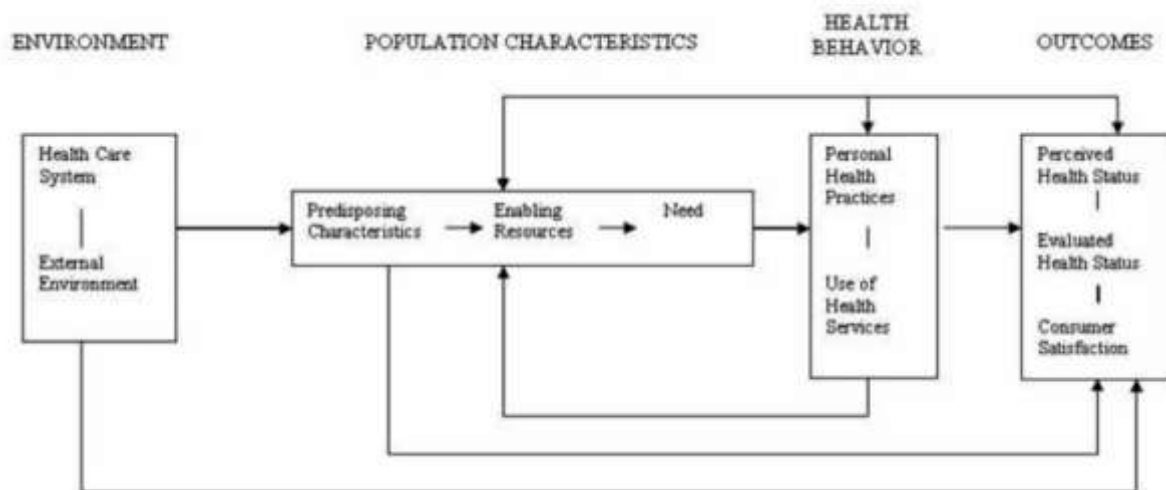 ENVIRONMENT
POPULATION CHARACTERISTICS
HEALTH
BEHAVIOR
OUTCOMES
Health Care
System
External
Environment
Predisposing
Characteristics
Enabling
Resources
Need
Personal
Health
Practices
Use of
Health
Services
Perceived
Health Status
Evaluated
Health Status
Consumer
Satisfaction